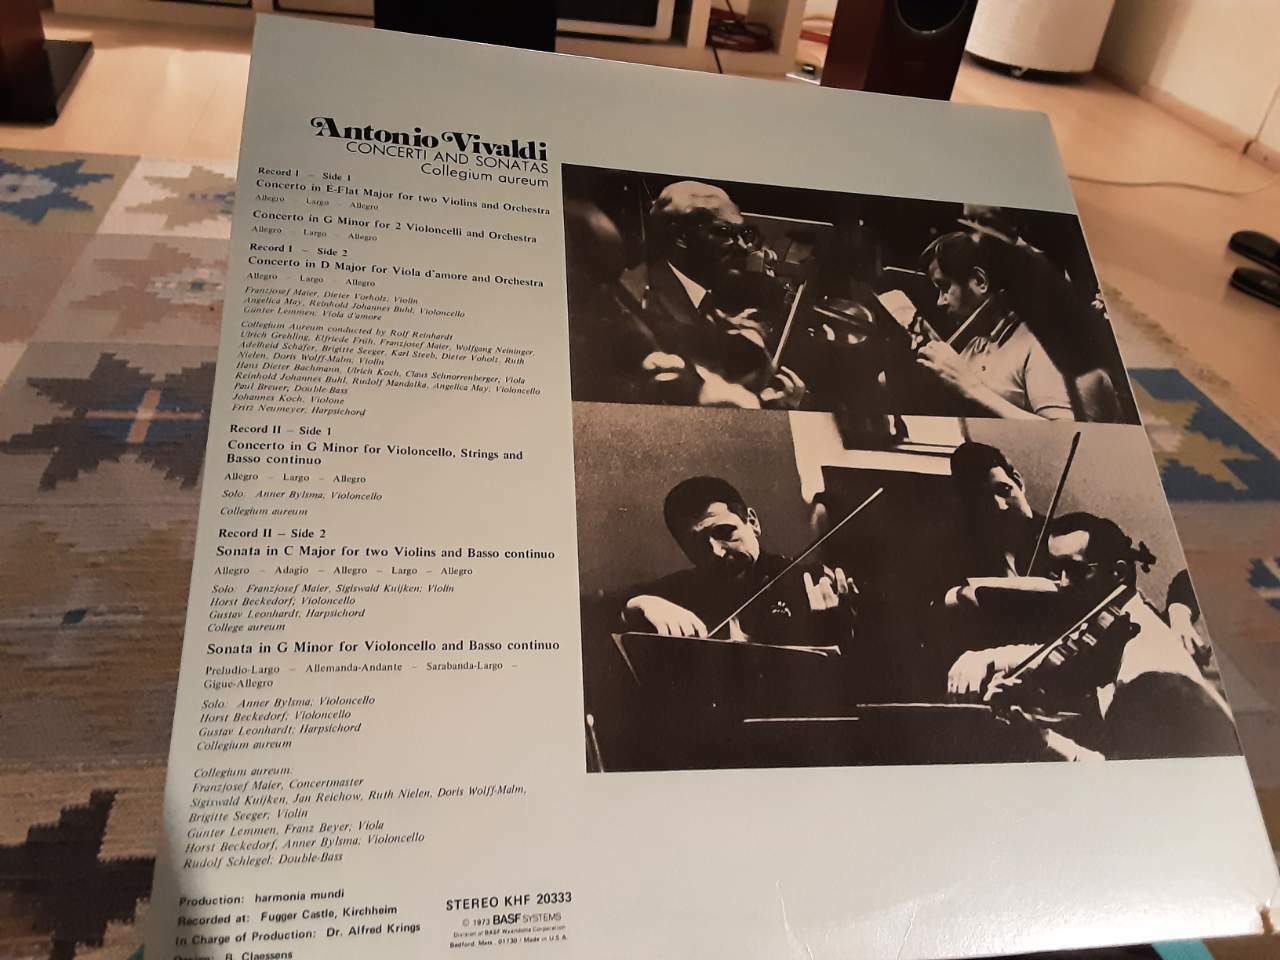 Antonio Vivaldi
CONCERTI AND SONATAS
Collegium aureum
Record I – Side 1
Concerto in E-Flat Major for two Violins and Orchestra
Allegro – Largo – Allegro
Concerto in G Minor for 2 Violoncelli and Orchestra
Allegro – Largo – Allegro
Record I – Side 2
Concerto in D Major for Viola d'amore and Orchestra
Allegro – Largo – Allegro
Franzjosef Maier, Dieter Vorholz; Violin
Angelica May, Reinhold Johannes Buhl, Violoncello
Günter Lemmen; Viola d'amore
Collegium Aureum conducted by Rolf Reinhardt
Ulrich Grehling, Elfriede Früh, Franzjosef Maier, Wolfgang Neininger,
Adelheid Schäfer, Brigitte Seeger, Karl Steeb, Dieter Voholz, Ruth
Nielen, Doris Wolff-Malm; Violin
Hans Dieter Bachmann, Ulrich Koch, Claus Schnorrenberger, Viola
Reinhold Johannes Buhl, Rudolf Mandalka, Angelica May; Violoncello
Paul Breuer, Double-Bass
Johannes Koch, Violone
Fritz Neumeyer, Harpsichord
Record II – Side 1
Concerto in G Minor for Violoncello, Strings and
Basso continuo
Allegro – Largo – Allegro
Solo: Anner Bylsma, Violoncello
Collegium aureum
Record II – Side 2
Sonata in C Major for two Violins and Basso continuo
Allegro – Adagio – Allegro – Largo – Allegro
Solo: Franzjosef Maier, Sigiswald Kuijken; Violin
Horst Beckedorf; Violoncello
Gustav Leonhardt; Harpsichord
College aureum
Sonata in G Minor for Violoncello and Basso continuo
Preludio-Largo – Allemanda-Andante – Sarabanda-Largo –
Gigue-Allegro
Solo: Anner Bylsma; Violoncello
Horst Beckedorf; Violoncello
Gustav Leonhardt; Harpsichord
Collegium aureum
Collegium aureum:
Franzjosef Maier, Concertmaster
Sigiswald Kuijken, Jan Reichow, Ruth Nielen, Doris Wolff-Malm,
Brigitte Seeger; Violin
Günter Lemmen, Franz Beyer; Viola
Horst Beckedorf, Anner Bylsma; Violoncello
Rudolf Schlegel; Double-Bass
Production: harmonia mundi
Recorded at: Fugger Castle, Kirchheim
In Charge of Production: Dr. Alfred Krings
Design: B. Claessens
STEREO KHF 20333
© 1973 BASF SYSTEMS
Division of BASF Wyandotte Corporation
Bedford, Mass. 01730 / Made in U.S.A.